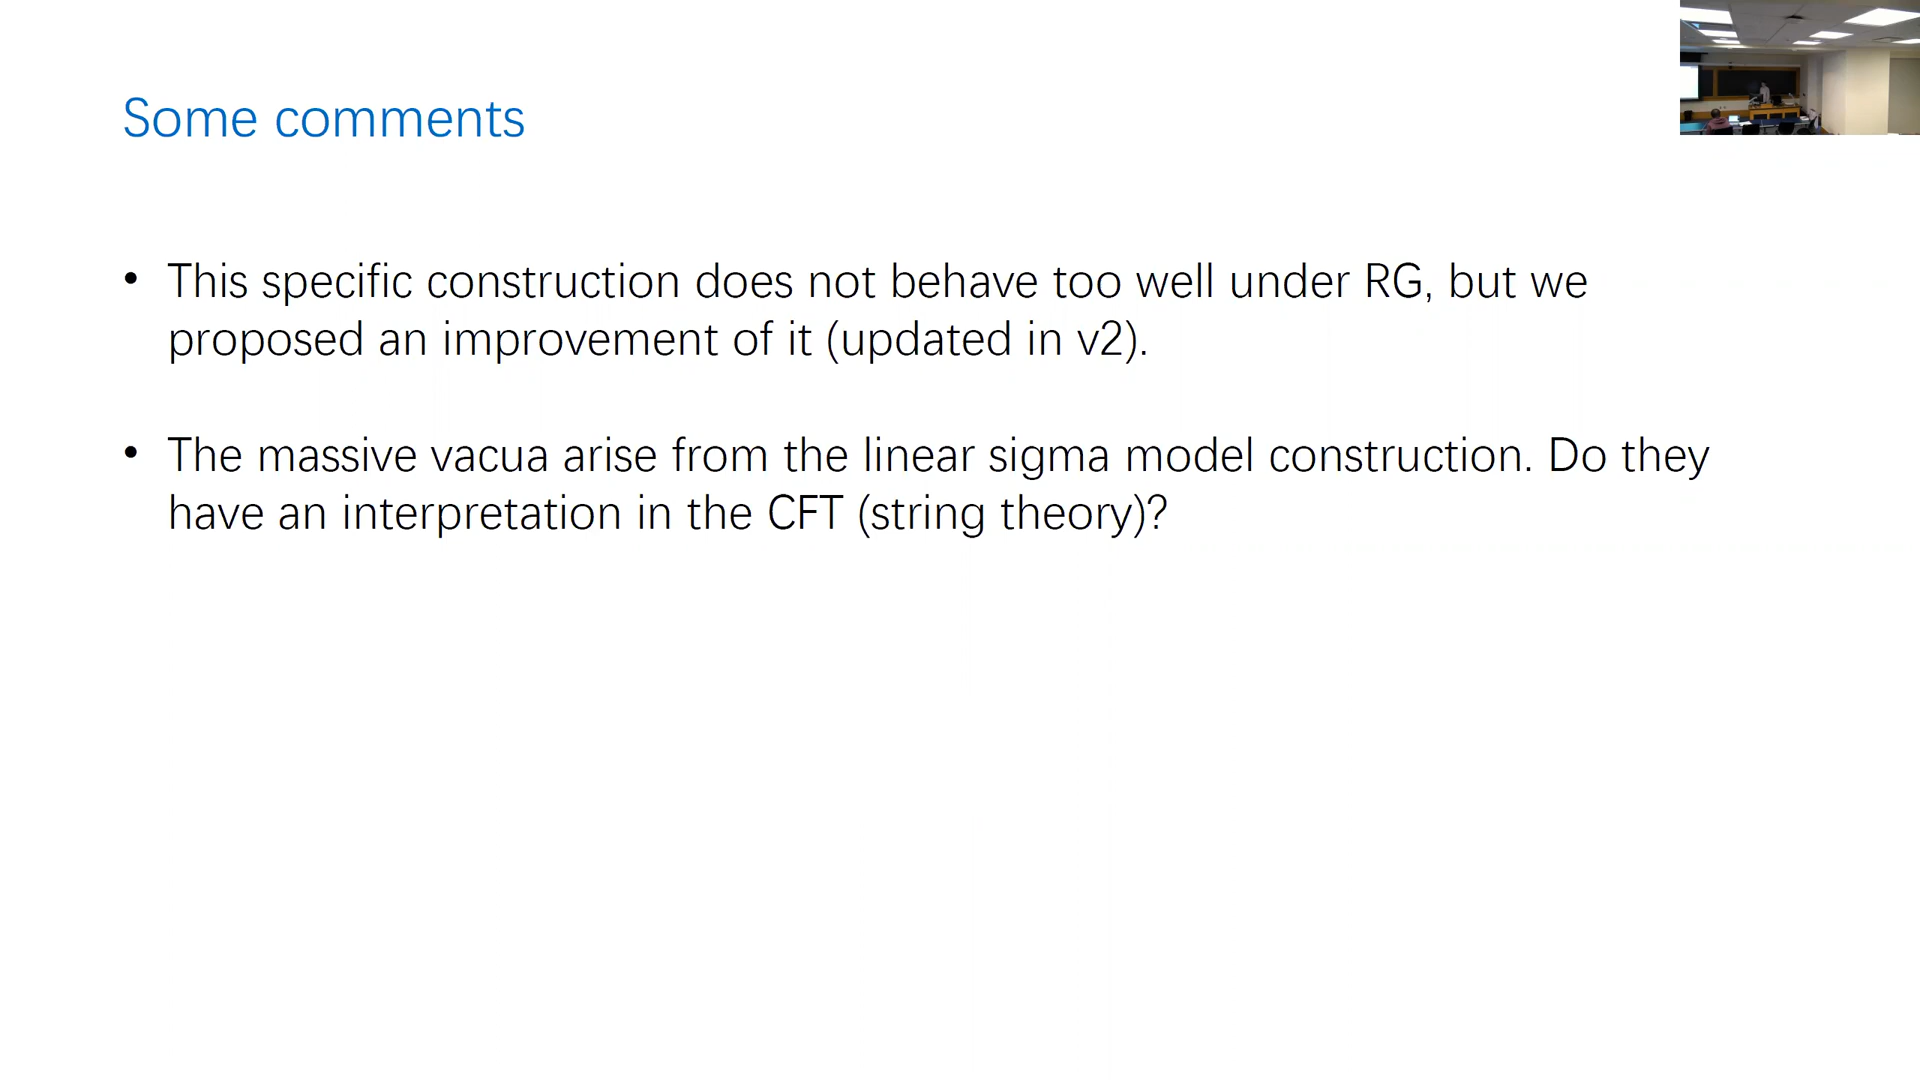 Some comments
• This specific construction does not behave too well under RG, but we
proposed an improvement of it (updated in v2).
• The massive vacua arise from the linear sigma model construction. Do they
have an interpretation in the CFT (string theory)?